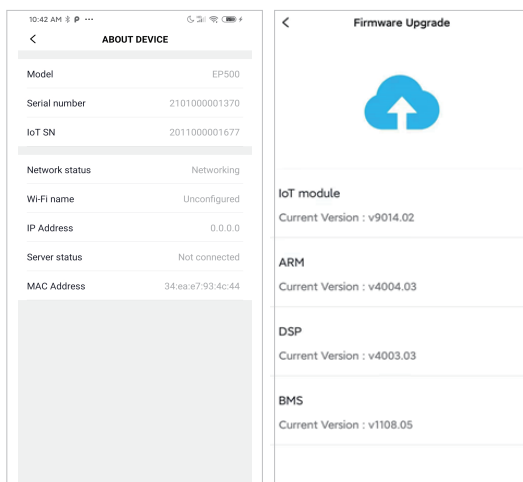 10:42 AM
ABOUT DEVICE
Model EP500
Serial number 2101000001370
IoT SN 2011000001677
Network status Networking
Wi-Fi name Unconfigured
IP Address 0.0.0.0
Server status Not connected
MAC Address 34:ea:e7:93:4c:44
Firmware Upgrade
IoT module
Current Version : v9014.02
ARM
Current Version : v4004.03
DSP
Current Version : v4003.03
BMS
Current Version : v1108.05